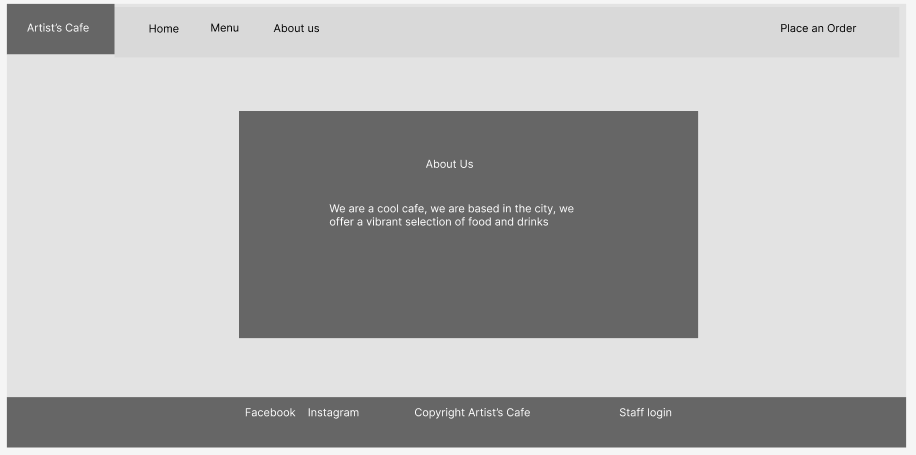 Artist's Cafe Home Menu About us Place an Order
About Us
We are a cool cafe, we are based in the city, we
offer a vibrant selection of food and drinks
Facebook Instagram Copyright Artist's Cafe Staff login